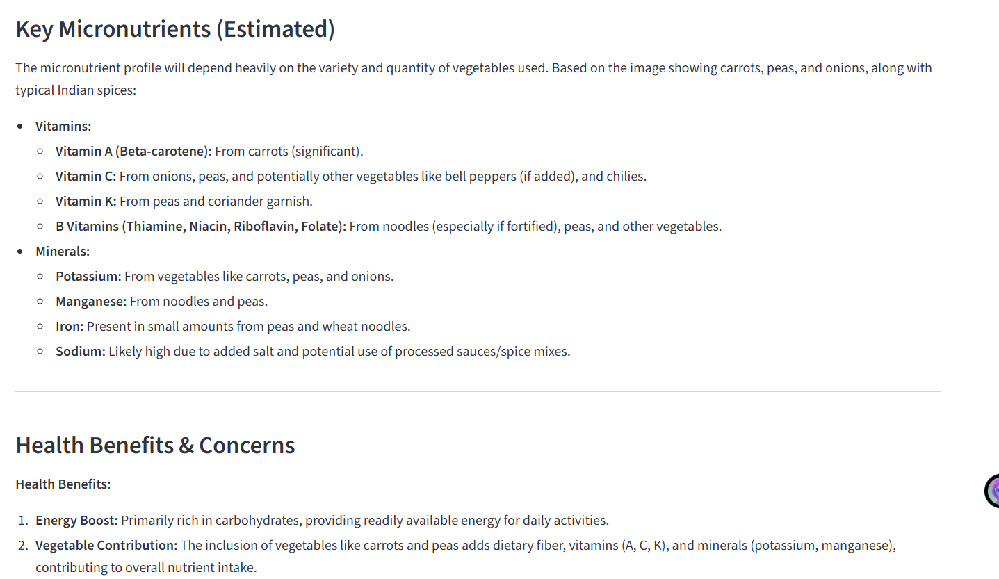 Key Micronutrients (Estimated)
The micronutrient profile will depend heavily on the variety and quantity of vegetables used. Based on the image showing carrots, peas, and onions, along with
typical Indian spices:
• Vitamins:
○ Vitamin A (Beta-carotene): From carrots (significant).
○ Vitamin C: From onions, peas, and potentially other vegetables like bell peppers (if added), and chilies.
○ Vitamin K: From peas and coriander garnish.
○ B Vitamins (Thiamine, Niacin, Riboflavin, Folate): From noodles (especially if fortified), peas, and other vegetables.
• Minerals:
○ Potassium: From vegetables like carrots, peas, and onions.
○ Manganese: From noodles and peas.
○ Iron: Present in small amounts from peas and wheat noodles.
○ Sodium: Likely high due to added salt and potential use of processed sauces/spice mixes.
Health Benefits & Concerns
Health Benefits:
1. Energy Boost: Primarily rich in carbohydrates, providing readily available energy for daily activities.
2. Vegetable Contribution: The inclusion of vegetables like carrots and peas adds dietary fiber, vitamins (A, C, K), and minerals (potassium, manganese),
contributing to overall nutrient intake.